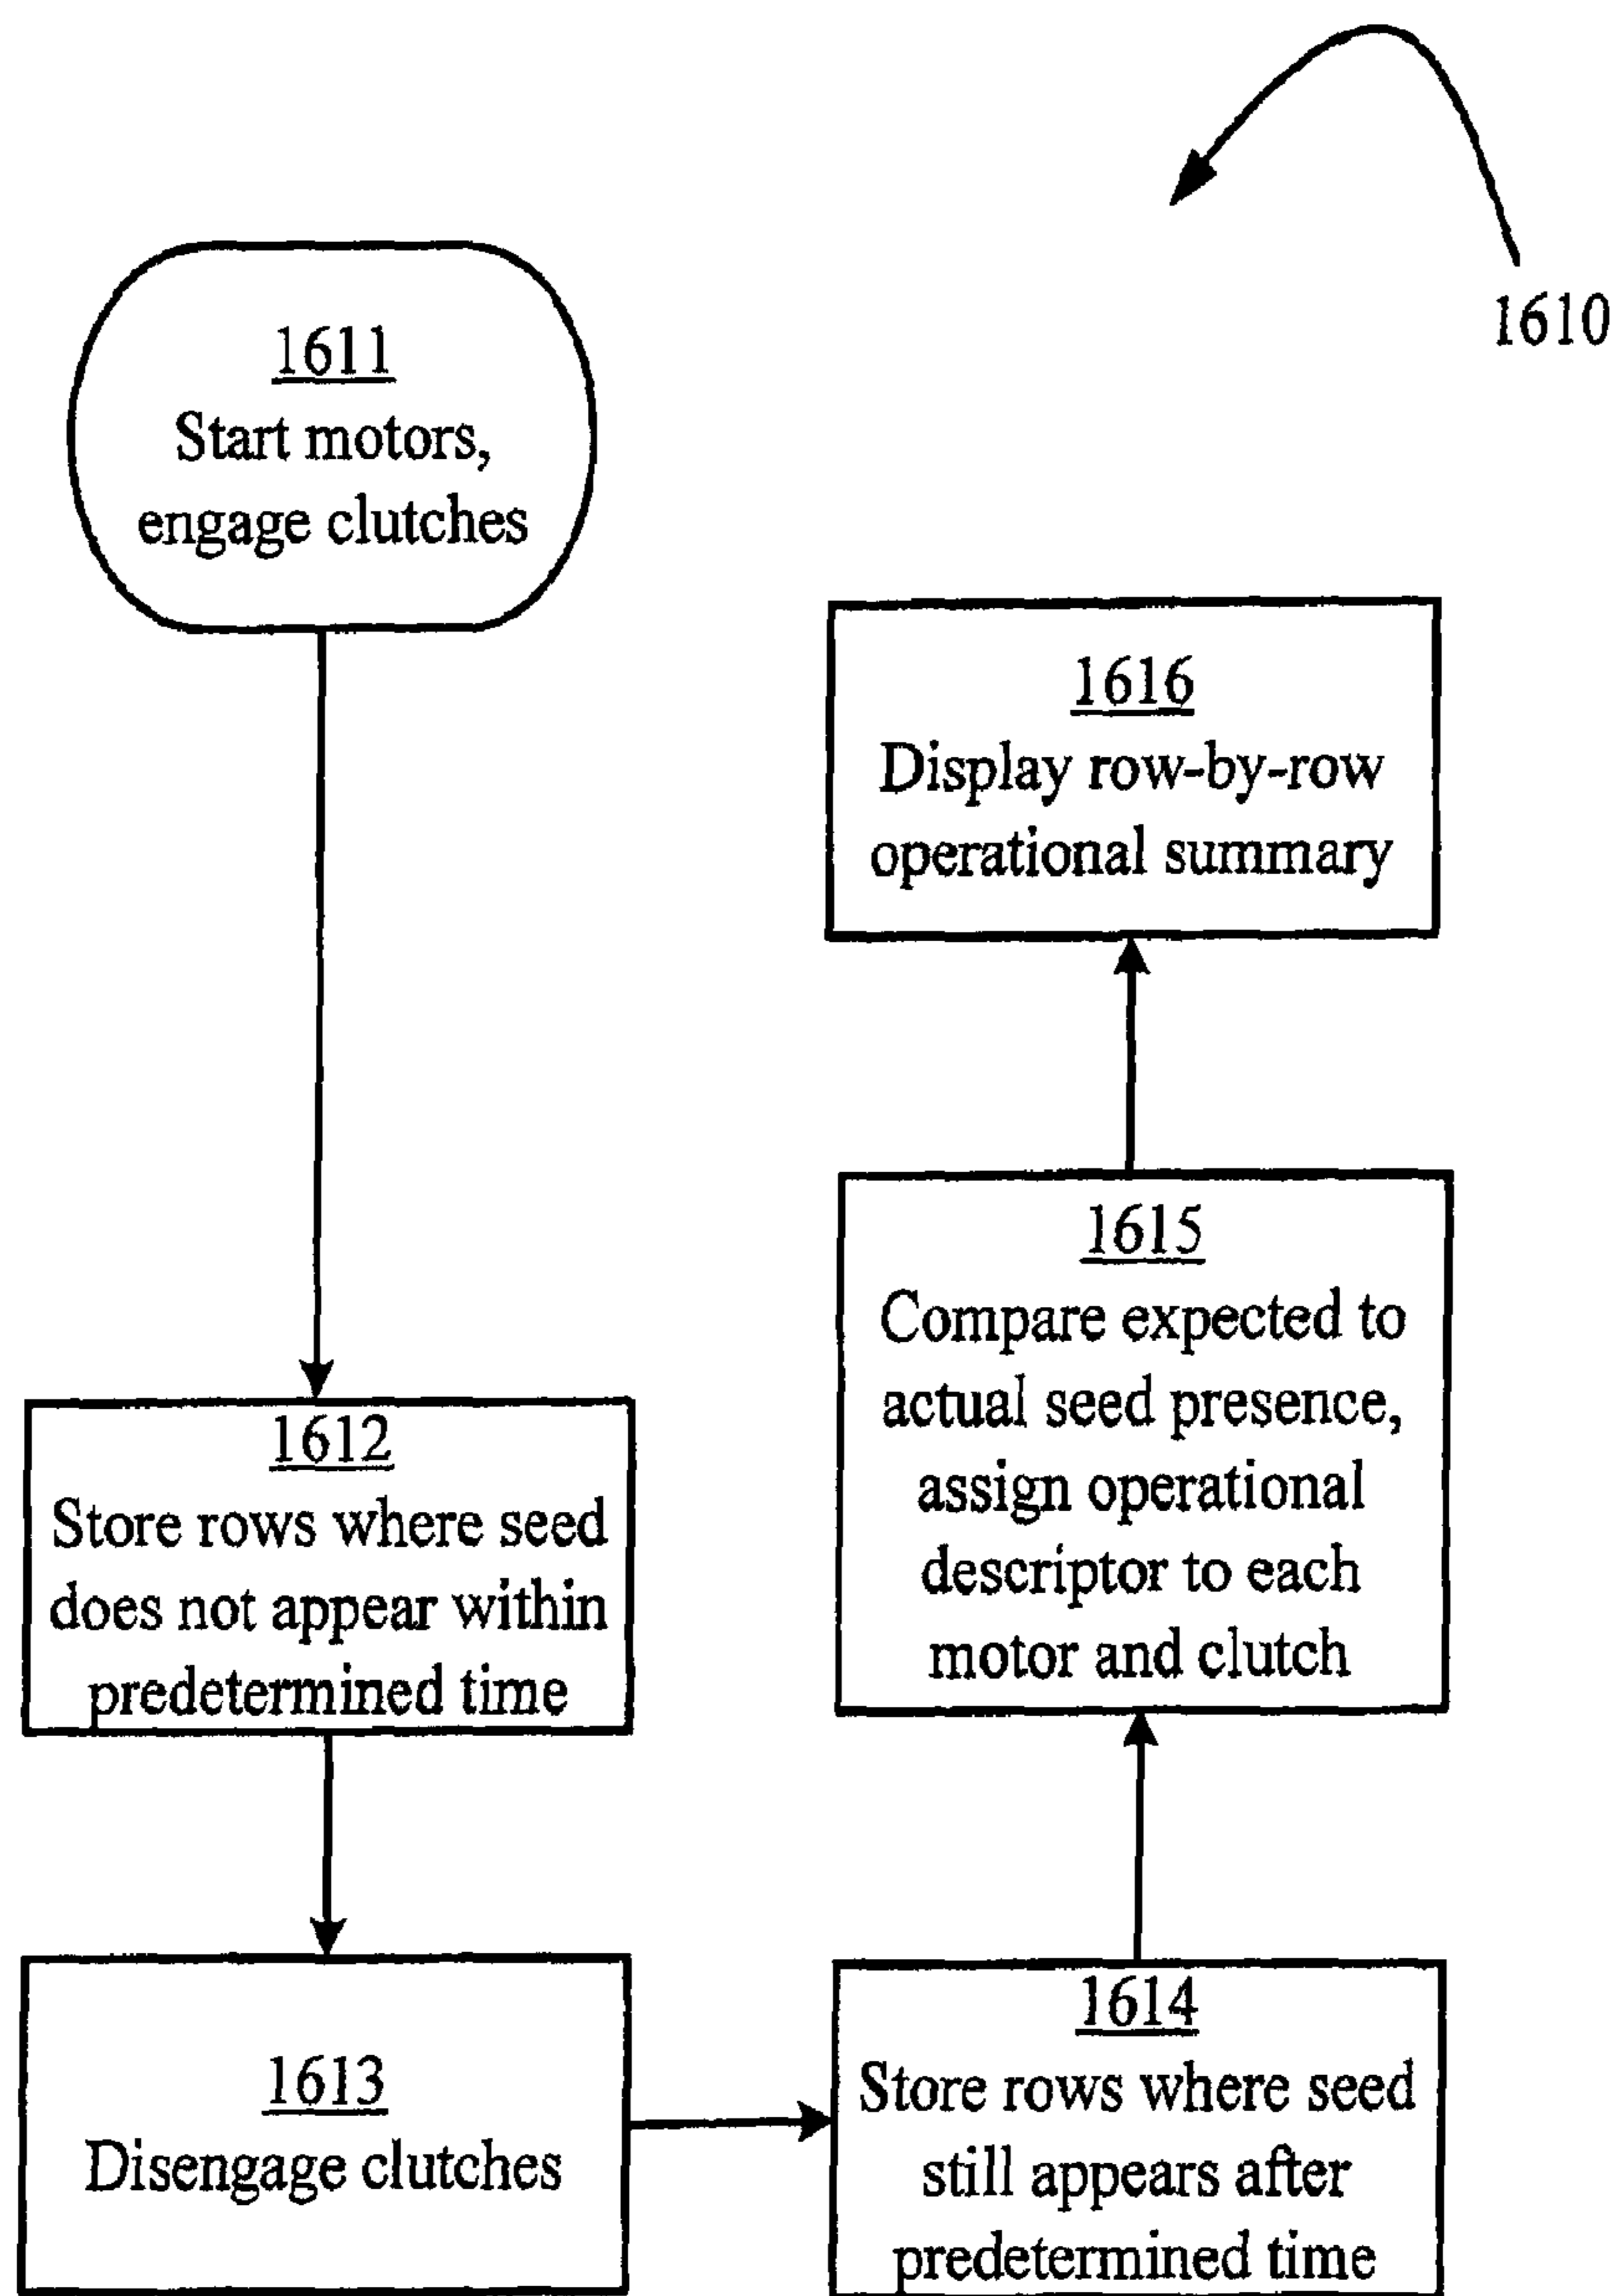 1610
1611
Start motors,
engage clutches
1612
Store rows where seed
does not appear within
predetermined time
1613
Disengage clutches
1614
Store rows where seed
still appears after
predetermined time
1615
Compare expected to
actual seed presence,
assign operational
descriptor to each
motor and clutch
1616
Display row-by-row
operational summary